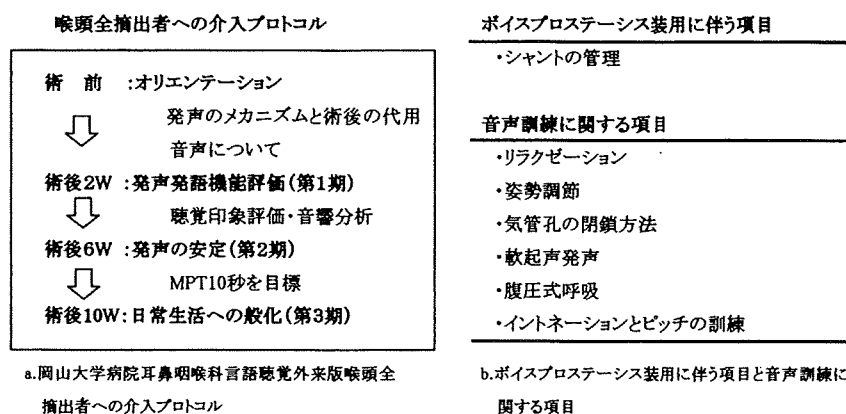 喉頭全摘出者への介入プロトコル
術 前 :オリエンテーション
発声のメカニズムと術後の代用
音声について
術後2W :発声発語機能評価(第1期)
聴覚印象評価・音響分析
術後6W :発声の安定(第2期)
MPT10秒を目標
術後10W:日常生活への般化(第3期)
a.岡山大学病院耳鼻咽喉科言語聴覚外来版喉頭全
摘出者への介入プロトコル
ボイスプロステーシス装用に伴う項目
・シャントの管理
音声訓練に関する項目
・リラクゼーション
・姿勢調節
・気管孔の閉鎖方法
・軟起声発声
・腹圧式呼吸
・イントネーションとピッチの訓練
b.ボイスプロステーシス装用に伴う項目と音声訓練に
関する項目